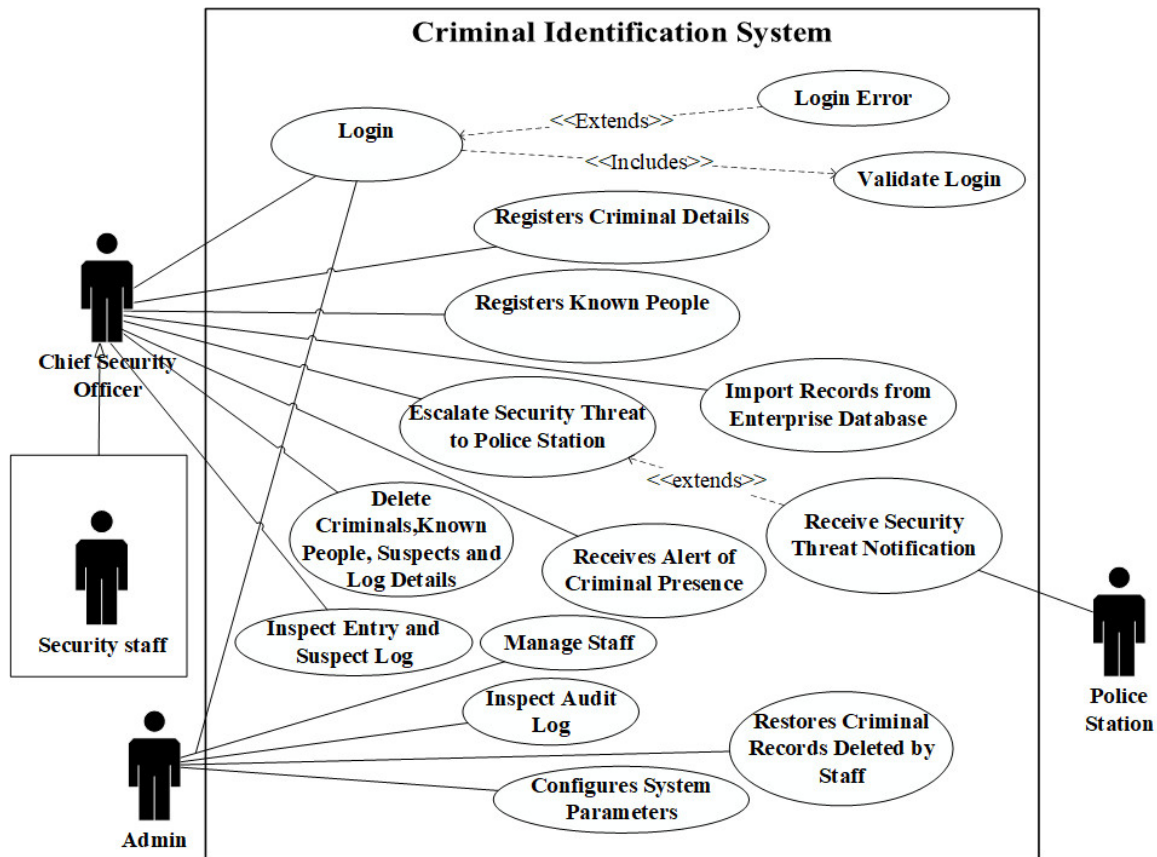 Criminal Identification System
Login Error
<<Extends>>
Login
<<Includes>>
Validate Login
Registers Criminal Details
Registers Known People
Chief Security
Officer
Import Records from
Enterprise Database
Escalate Security Threat
to Police Station
<<extends>>
Delete
Criminals,Known
People, Suspects and
Log Details
Receive Security
Threat Notification
Receives Alert of
Criminal Presence
Security staff
Inspect Entry and
Suspect Log
Manage Staff
Police
Station
Inspect Audit
Log
Restores Criminal
Records Deleted by
Staff
Configures System
Parameters
Admin